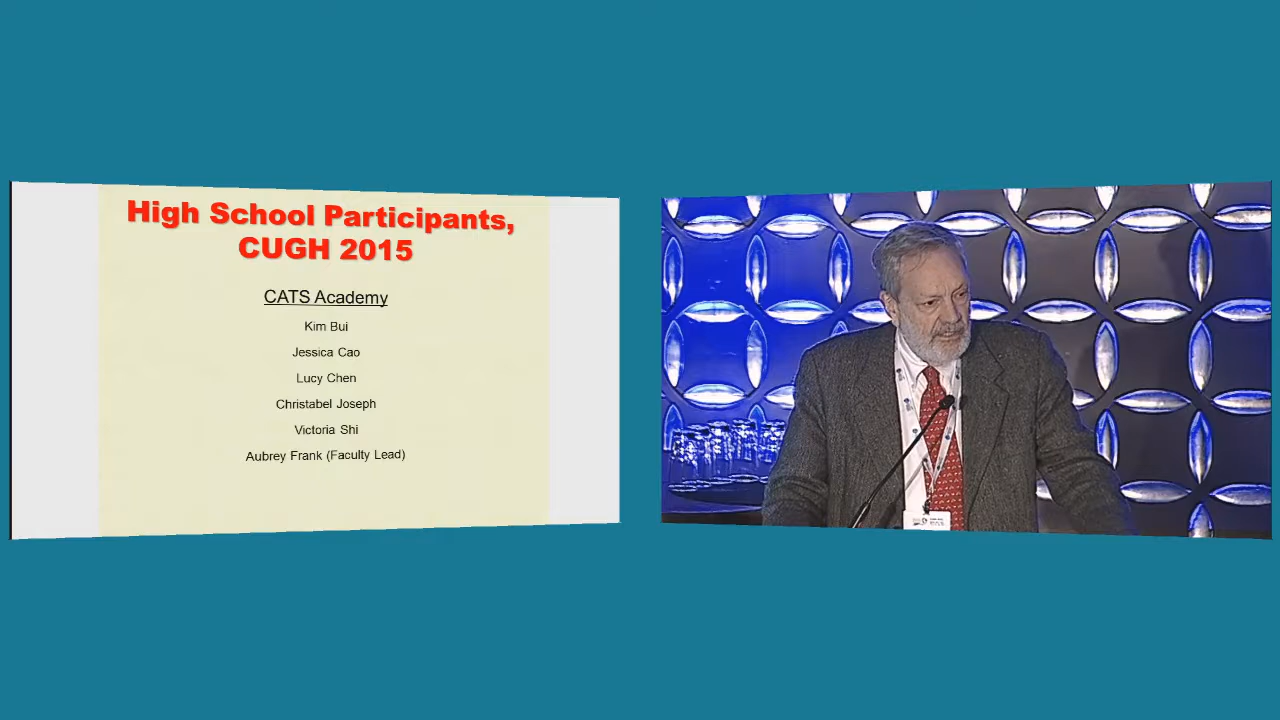 High School Participants,
CUGH 2015
CATS Academy
Kim Bui
Jessica Cao
Lucy Chen
Christabel Joseph
Victoria Shi
Aubrey Frank (Faculty Lead)